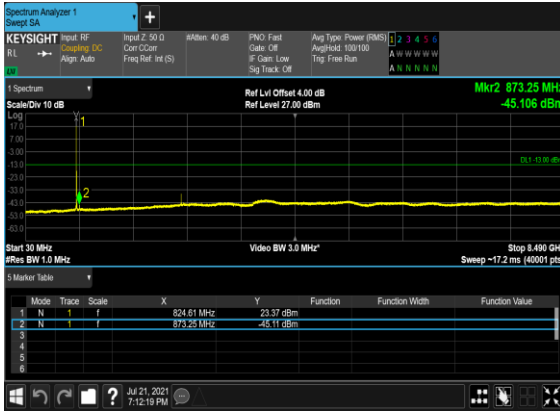 Spectrum Analyzer 1
Swept SA
+
KEYSIGHT Input: RF Input Z: 50 Ω #Atten: 40 dB PNO: Fast Avg Type: Power (RMS) 1 2 3 4 5 6
RL Coupling: DC Corr CCorr Gate: Off Avg|Hold: 100/100 A W W W W W
Align: Auto Freq Ref: Int (S) IF Gain: Low Trig: Free Run
Sig Track: Off A N N N N N
1 Spectrum
Scale/Div 10 dB Ref Lvl Offset 4.00 dB Mkr2 873.25 MHz
Ref Level 27.00 dBm -45.106 dBm
Log
17.0 1
7.00
-3.00
-13.0 DL1 -13.00 dBm
-23.0
-33.0
-43.0 2
-53.0
-63.0
Start 30 MHz Video BW 3.0 MHz* Stop 8.490 GH
#Res BW 1.0 MHz Sweep ~17.2 ms (40001 pts
5 Marker Table
Mode Trace Scale X Y Function Function Width Function Value
1 N 1 f 824.61 MHz 23.37 dBm
2 N 1 f 873.25 MHz -45.11 dBm
3
4
5
6
? Jul 21, 2021
7:12:19 PM